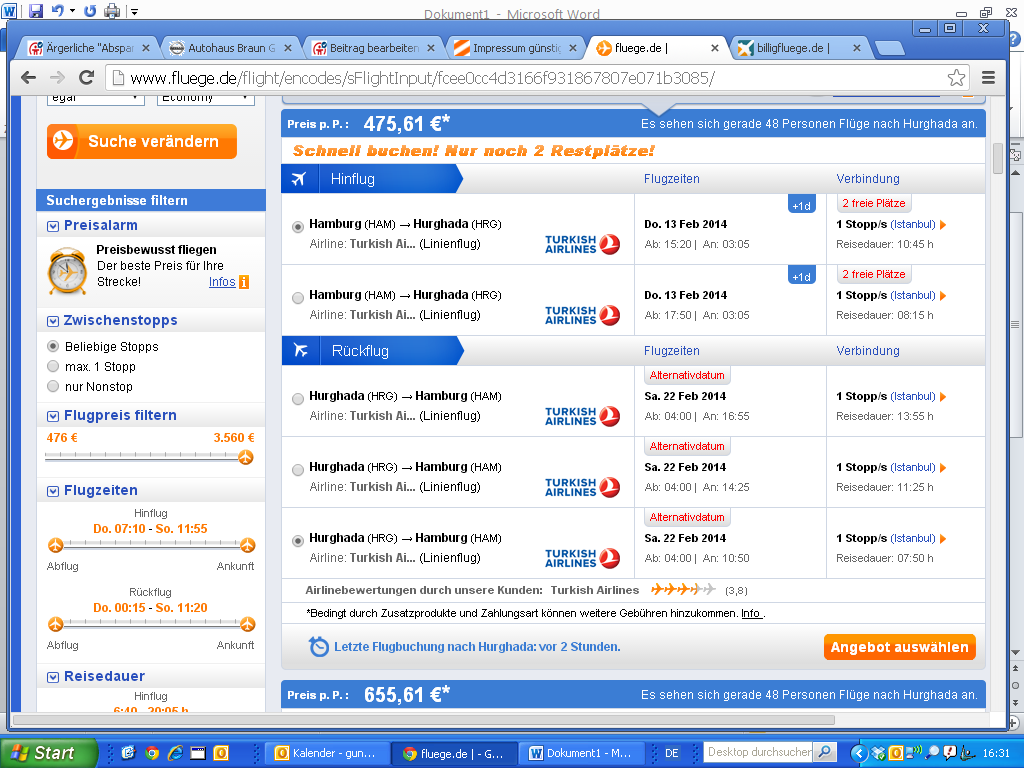 Dokument1 - Microsoft Word
Ärgerliche "Abspar
Autohaus Braun G
Beitrag bearbeiten
Impressum günstig
fluege.de |
billigfluege.de |
www.fluege.de/flight/encodes/sFlightInput/fcee0cc4d3166f931867807e071b3085/
egal
Economy
Suche verändern
Suchergebnisse filtern
Preisalarm
Preisbewusst fliegen
Der beste Preis für Ihre
Strecke!
Infos i
Zwischenstopps
Beliebige Stopps
max. 1 Stopp
nur Nonstop
Flugpreis filtern
476 € 3.560 €
Flugzeiten
Hinflug
Do. 07:10 - So. 11:55
Abflug Ankunft
Rückflug
Do. 00:15 - So. 11:20
Abflug Ankunft
Reisedauer
Hinflug
6:40 - 20:05 h
Preis p. P.: 475,61 €* Es sehen sich gerade 48 Personen Flüge nach Hurghada an.
Schnell buchen! Nur noch 2 Restplätze!
Hinflug Flugzeiten Verbindung
+1d 2 freie Plätze
Hamburg (HAM) → Hurghada (HRG) Do. 13 Feb 2014 1 Stopp/s (Istanbul)
Airline: Turkish Ai... (Linienflug) TURKISH AIRLINES Ab: 15:20 | An: 03:05 Reisedauer: 10:45 h
+1d 2 freie Plätze
Hamburg (HAM) → Hurghada (HRG) Do. 13 Feb 2014 1 Stopp/s (Istanbul)
Airline: Turkish Ai... (Linienflug) TURKISH AIRLINES Ab: 17:50 | An: 03:05 Reisedauer: 08:15 h
Rückflug Flugzeiten Verbindung
Alternativdatum
Hurghada (HRG) → Hamburg (HAM) Sa. 22 Feb 2014 1 Stopp/s (Istanbul)
Airline: Turkish Ai... (Linienflug) TURKISH AIRLINES Ab: 04:00 | An: 16:55 Reisedauer: 13:55 h
Alternativdatum
Hurghada (HRG) → Hamburg (HAM) Sa. 22 Feb 2014 1 Stopp/s (Istanbul)
Airline: Turkish Ai... (Linienflug) TURKISH AIRLINES Ab: 04:00 | An: 14:25 Reisedauer: 11:25 h
Alternativdatum
Hurghada (HRG) → Hamburg (HAM) Sa. 22 Feb 2014 1 Stopp/s (Istanbul)
Airline: Turkish Ai... (Linienflug) TURKISH AIRLINES Ab: 04:00 | An: 10:50 Reisedauer: 07:50 h
Airlinebewertungen durch unsere Kunden: Turkish Airlines (3,8)
*Bedingt durch Zusatzprodukte und Zahlungsart können weitere Gebühren hinzukommen. Info .
Letzte Flugbuchung nach Hurghada: vor 2 Stunden. Angebot auswählen
Preis p. P.: 655,61 €* Es sehen sich gerade 48 Personen Flüge nach Hurghada an.
Start
Kalender - gun...
fluege.de | - G...
Dokument1 - M...
DE
Desktop durchsuchen
16:31